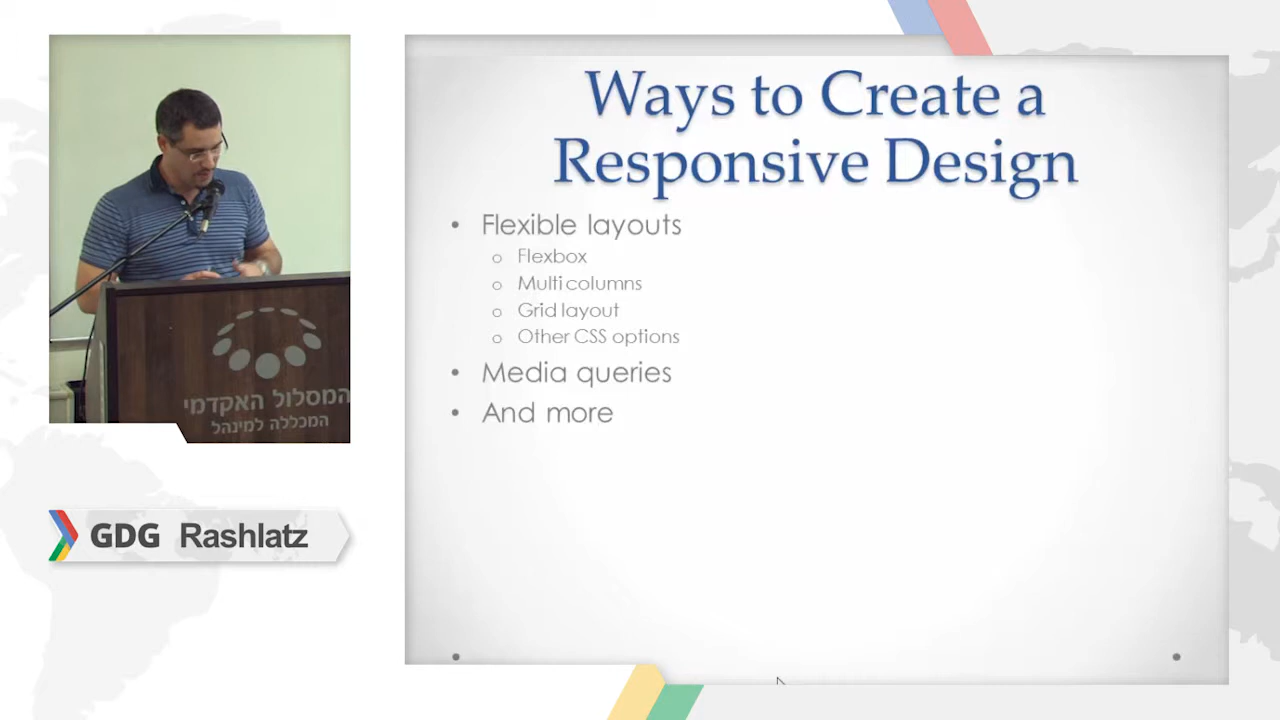 Ways to Create a
Responsive Design
• Flexible layouts
o Flexbox
o Multi columns
o Grid layout
o Other CSS options
• Media queries
• And more
המסלול האקדמי
המכללה למינהל
GDG Rashlatz